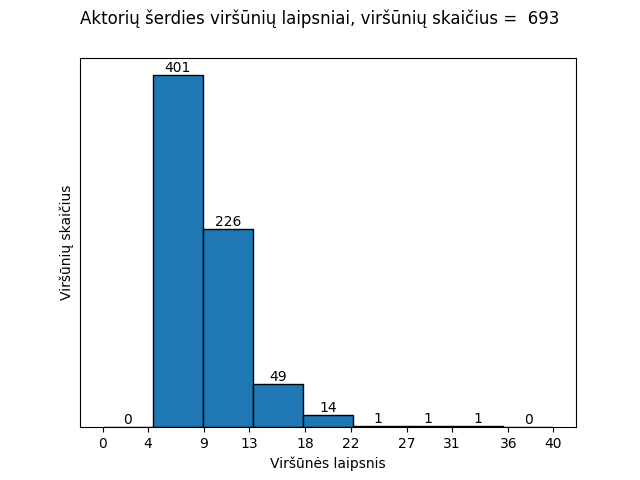 Aktorių šerdies viršūnių laipsniai, viršūnių skaičius =  693
401
226
49
14
0
1
1
1
0
Viršūnių skaičius
0 4 9 13 18 22 27 31 36 40
Viršūnės laipsnis